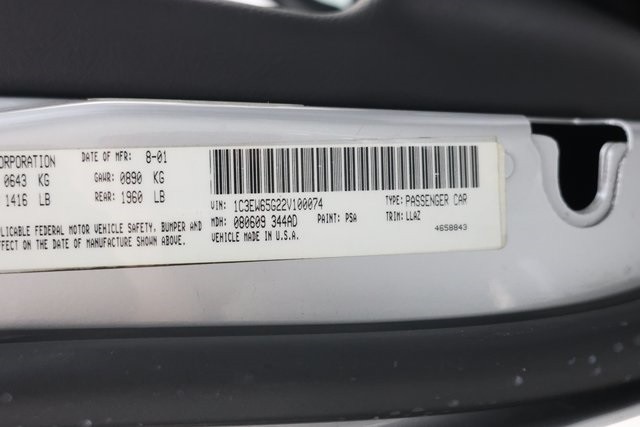 ORPORATION DATE OF MFR: 8-01
0643 KG GAWR: 0890 KG
1416 LB REAR: 1960 LB
VIN: 1C3EW65G22V100074 TYPE: PASSENGER CAR
MDH: 080609 344AD PAINT: PSA TRIM: LLAZ
VEHICLE MADE IN U.S.A. 4658843
PLICABLE FEDERAL MOTOR VEHICLE SAFETY, BUMPER AND
EFFECT ON THE DATE OF MANUFACTURE SHOWN ABOVE.